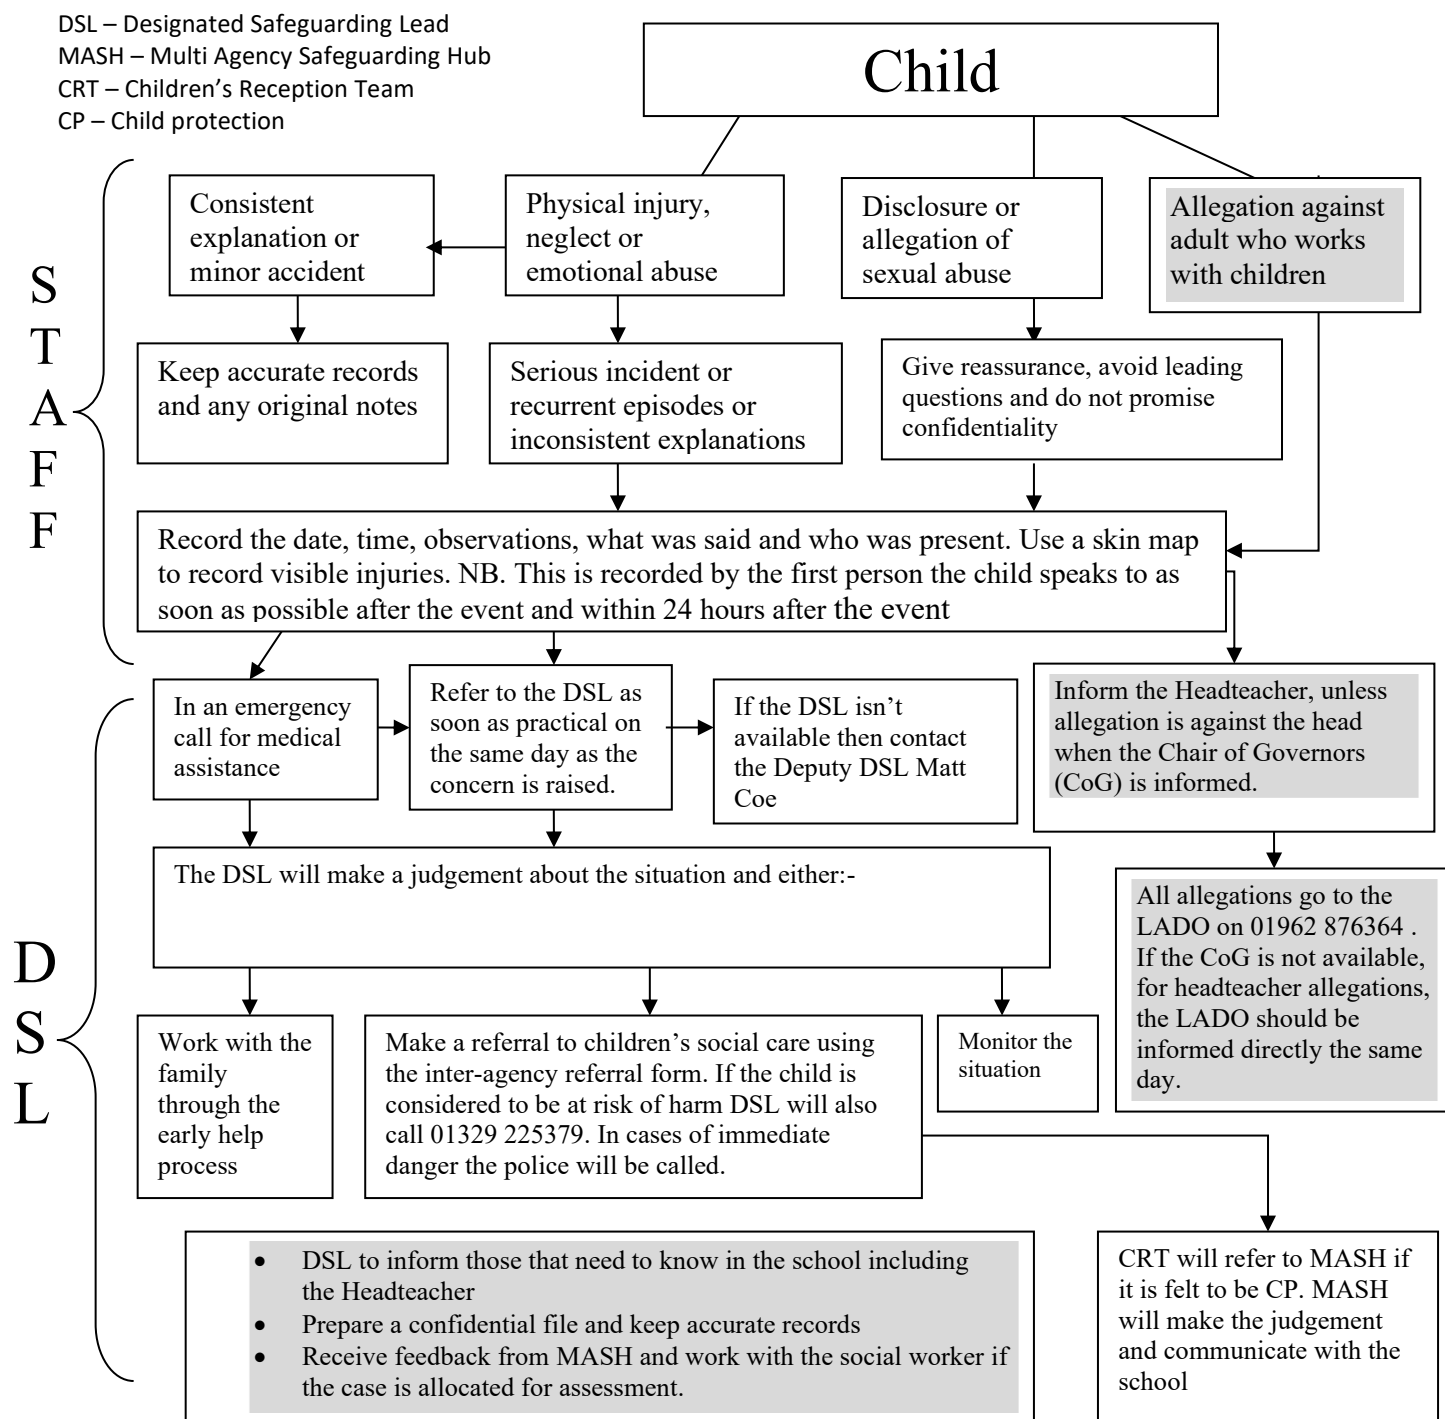 DSL – Designated Safeguarding Lead
MASH – Multi Agency Safeguarding Hub
CRT – Children's Reception Team
CP – Child protection
Child
S
T
A
F
F
Consistent
explanation or
minor accident
Physical injury,
neglect or
emotional abuse
Disclosure or
allegation of
sexual abuse
Allegation against
adult who works
with children
Keep accurate records
and any original notes
Serious incident or
recurrent episodes or
inconsistent explanations
Give reassurance, avoid leading
questions and do not promise
confidentiality
Record the date, time, observations, what was said and who was present. Use a skin map
to record visible injuries. NB. This is recorded by the first person the child speaks to as
soon as possible after the event and within 24 hours after the event
D
S
L
In an emergency
call for medical
assistance
Refer to the DSL as
soon as practical on
the same day as the
concern is raised.
If the DSL isn't
available then contact
the Deputy DSL Matt
Coe
Inform the Headteacher, unless
allegation is against the head
when the Chair of Governors
(CoG) is informed.
The DSL will make a judgement about the situation and either:-
All allegations go to the
LADO on 01962 876364 .
If the CoG is not available,
for headteacher allegations,
the LADO should be
informed directly the same
day.
Work with the
family
through the
early help
process
Make a referral to children's social care using
the inter-agency referral form. If the child is
considered to be at risk of harm DSL will also
call 01329 225379. In cases of immediate
danger the police will be called.
Monitor the
situation
• DSL to inform those that need to know in the school including
the Headteacher
• Prepare a confidential file and keep accurate records
• Receive feedback from MASH and work with the social worker if
the case is allocated for assessment.
CRT will refer to MASH if
it is felt to be CP. MASH
will make the judgement
and communicate with the
school